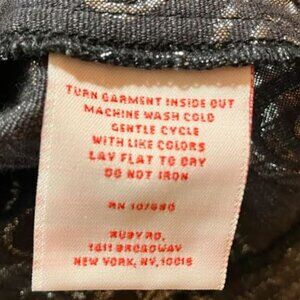 TURN GARMENT INSIDE OUT
MACHINE WASH COLD
GENTLE CYCLE
WITH LIKE COLORS
LAY FLAT TO DRY
DO NOT IRON
RN
RUBY RD.
1411 BROADWAY
NEW YORK, NY, 10018